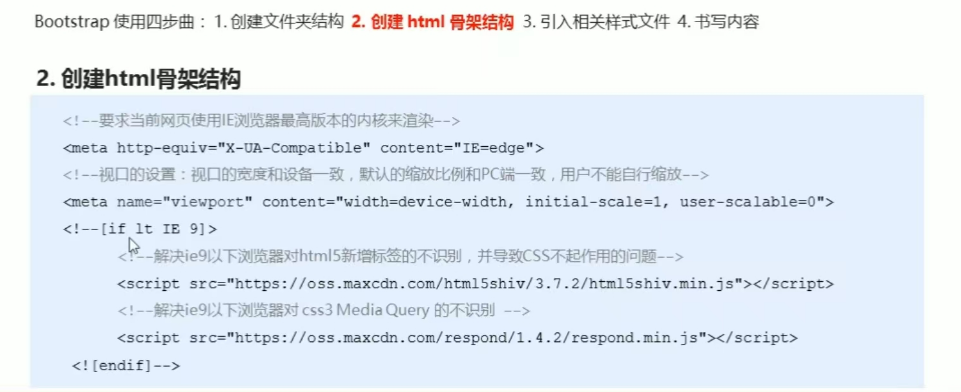 Bootstrap 使用四步曲： 1. 创建文件夹结构 2. 创建 html 骨架结构 3. 引入相关样式文件 4. 书写内容
2. 创建html骨架结构
<!--要求当前网页使用IE浏览器最高版本的内核来渲染-->
<meta http-equiv="X-UA-Compatible" content="IE=edge">
<!--视口的设置：视口的宽度和设备一致，默认的缩放比例和PC端一致，用户不能自行缩放-->
<meta name="viewport" content="width=device-width, initial-scale=1, user-scalable=0">
<!--[if lt IE 9]>
<!--解决ie9以下浏览器对html5新增标签的不识别，并导致CSS不起作用的问题-->
<script src="https://oss.maxcdn.com/html5shiv/3.7.2/html5shiv.min.js"></script>
<!--解决ie9以下浏览器对 css3 Media Query 的不识别 -->
<script src="https://oss.maxcdn.com/respond/1.4.2/respond.min.js"></script>
<![endif]-->